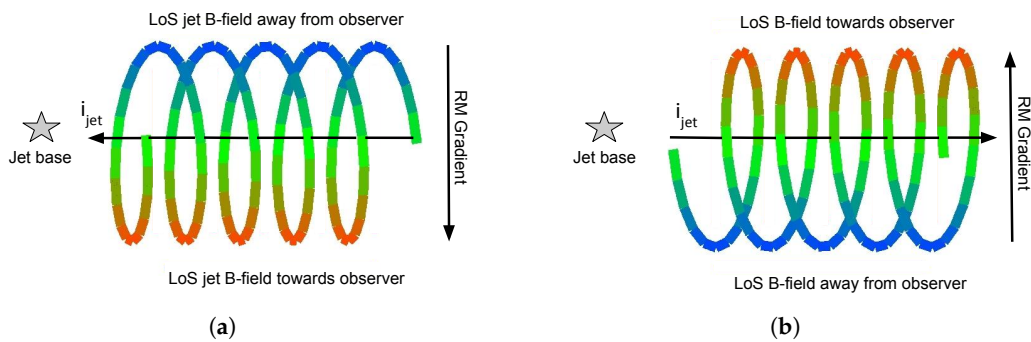 LoS jet B-field away from observer
i_jet
Jet base
RM Gradient
LoS jet B-field towards observer
(a)
LoS B-field towards observer
i_jet
Jet base
RM Gradient
LoS B-field away from observer
(b)